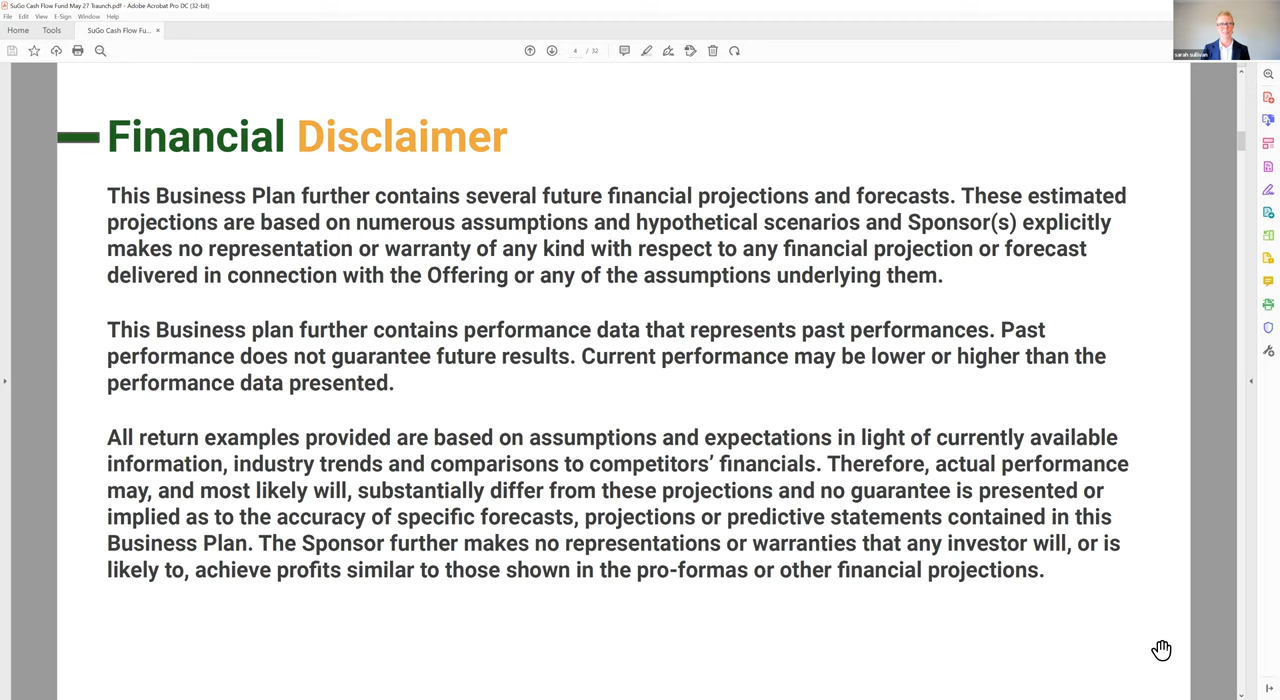 SuGo Cash Flow Fund May 27 Traunch.pdf - Adobe Acrobat Pro DC (32-bit)
File Edit View E-Sign Window Help
Home Tools SuGo Cash Flow Fu... ×
4 / 32
sarah sullivan
Financial Disclaimer
This Business Plan further contains several future financial projections and forecasts. These estimated
projections are based on numerous assumptions and hypothetical scenarios and Sponsor(s) explicitly
makes no representation or warranty of any kind with respect to any financial projection or forecast
delivered in connection with the Offering or any of the assumptions underlying them.
This Business plan further contains performance data that represents past performances. Past
performance does not guarantee future results. Current performance may be lower or higher than the
performance data presented.
All return examples provided are based on assumptions and expectations in light of currently available
information, industry trends and comparisons to competitors’ financials. Therefore, actual performance
may, and most likely will, substantially differ from these projections and no guarantee is presented or
implied as to the accuracy of specific forecasts, projections or predictive statements contained in this
Business Plan. The Sponsor further makes no representations or warranties that any investor will, or is
likely to, achieve profits similar to those shown in the pro-formas or other financial projections.